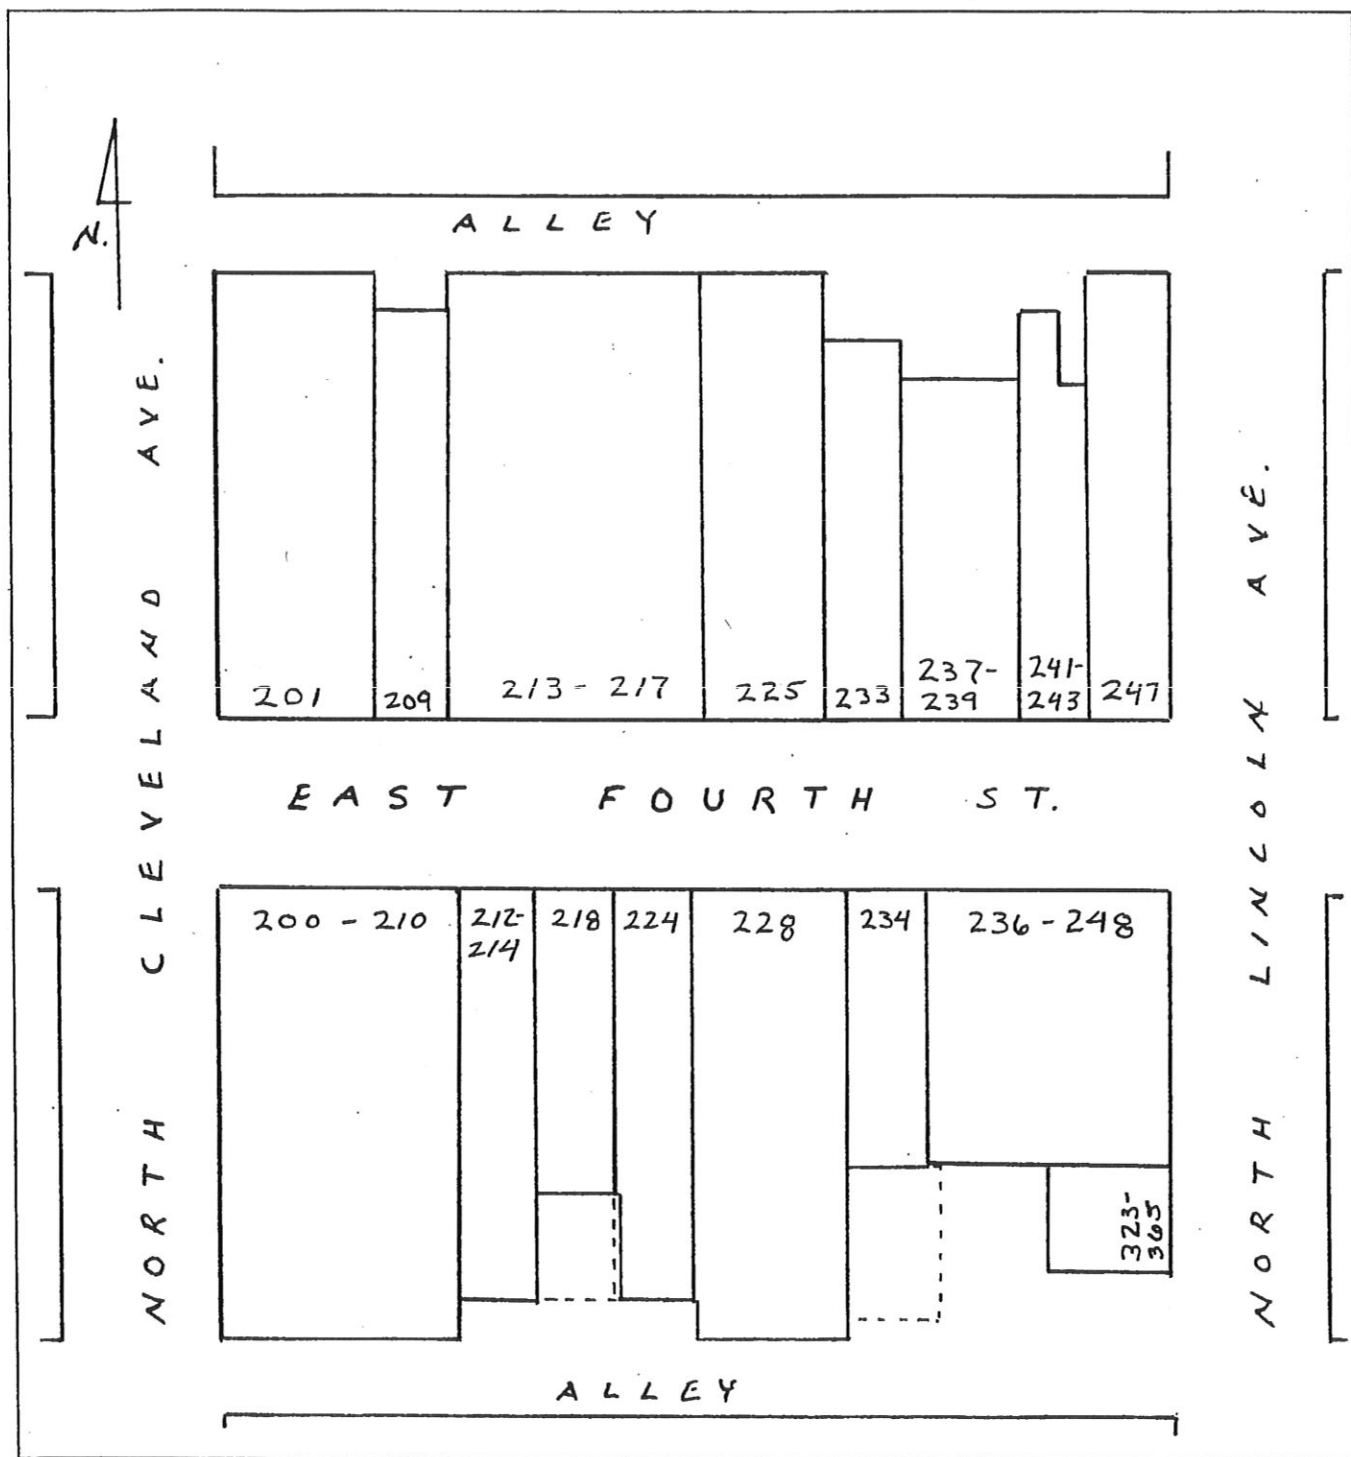 N.
ALLEY
NORTH CLEVELAND AVE.
201
209
213 - 217
225
233
237-
239
241-
243
247
NORTH LINCOLN AVE.
EAST FOURTH ST.
200 - 210
212-
214
218
224
228
234
236 - 248
323-
365
ALLEY